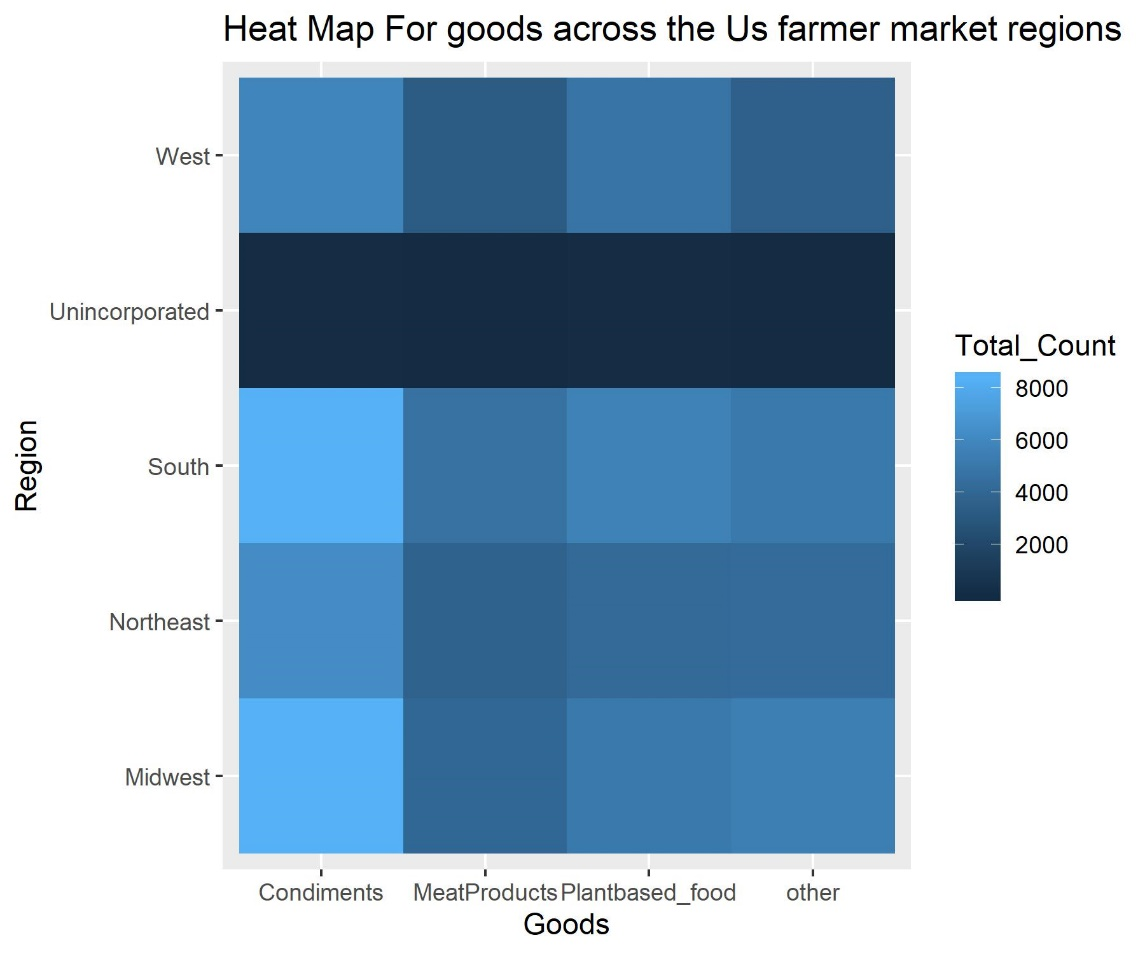 Heat Map For goods across the Us farmer market regions
West
Unincorporated
South
Northeast
Midwest
Region
Condiments
MeatProducts
Plantbased_food
other
Goods
Total_Count
8000
6000
4000
2000